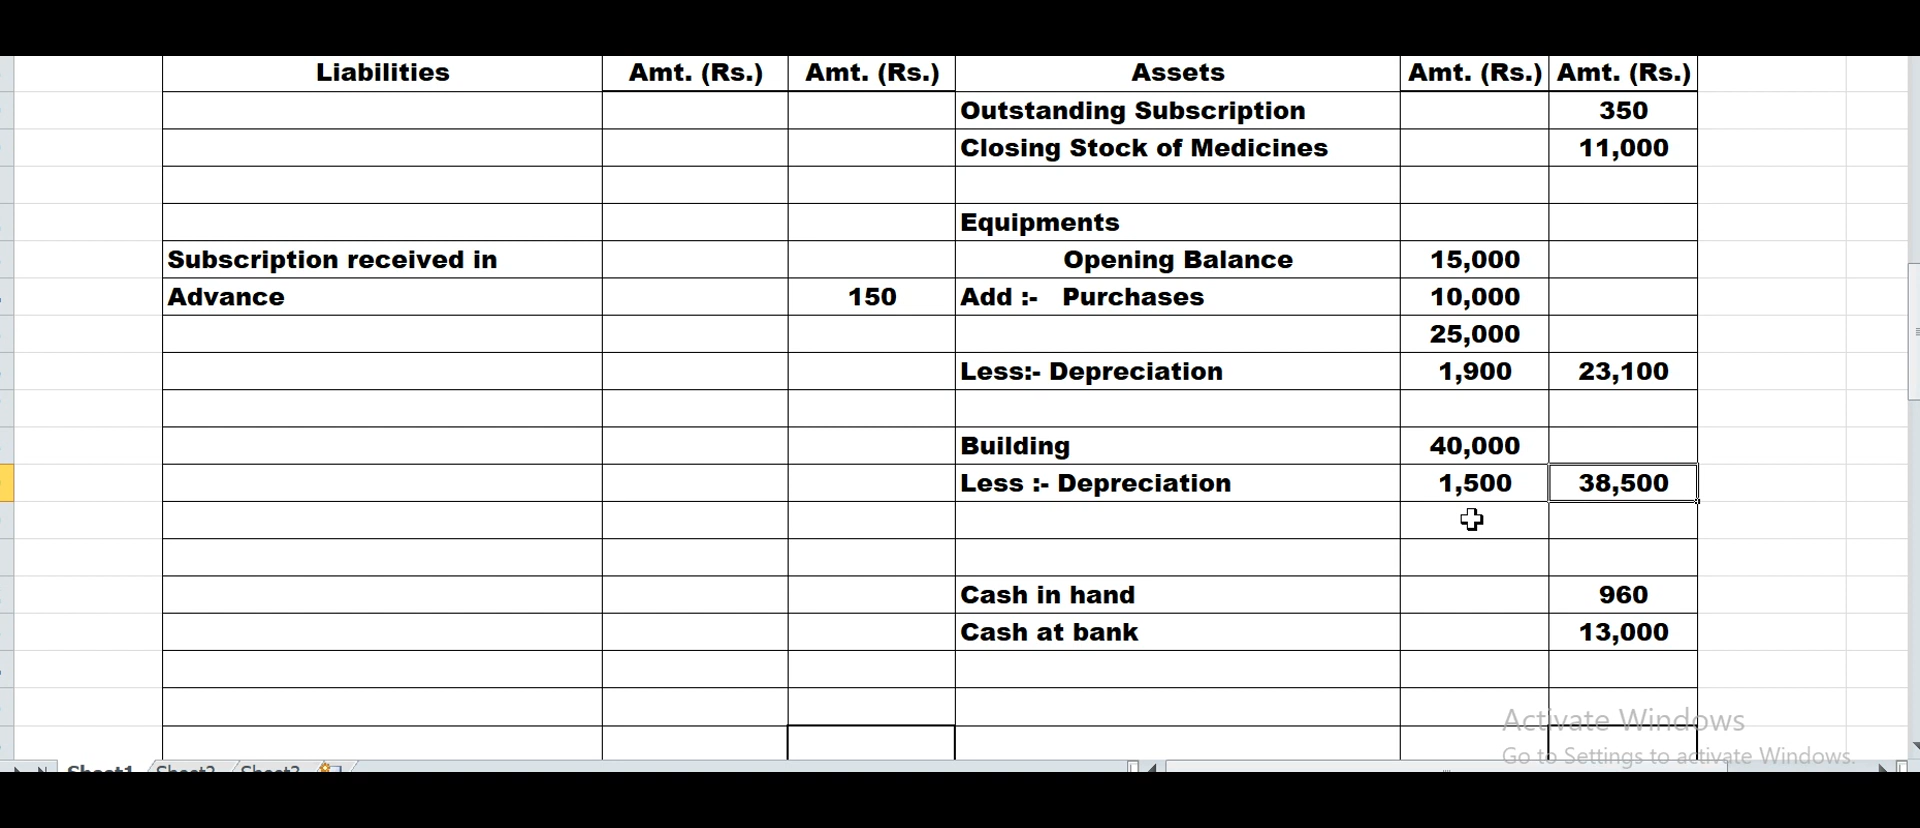 Liabilities Amt. (Rs.) Amt. (Rs.) Assets Amt. (Rs.) Amt. (Rs.)
Outstanding Subscription 350
Closing Stock of Medicines 11,000
Equipments
Subscription received in Opening Balance 15,000
Advance 150 Add :- Purchases 10,000
25,000
Less:- Depreciation 1,900 23,100
Building 40,000
Less :- Depreciation 1,500 38,500
Cash in hand 960
Cash at bank 13,000
Activate Windows
Go to Settings to activate Windows.
Sheet1 Sheet2 Sheet3